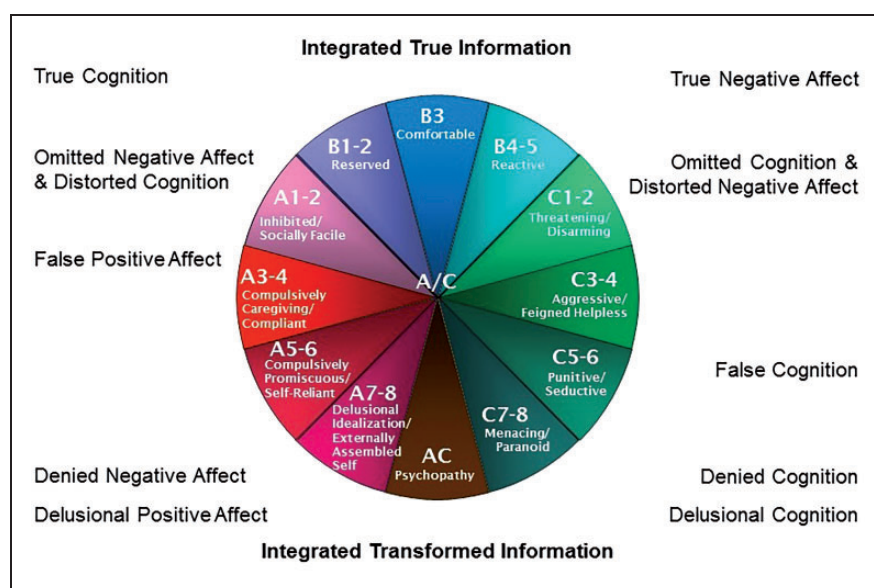 Integrated True Information
True Cognition
True Negative Affect
B3
Comfortable
B1-2
Reserved
B4-5
Reactive
Omitted Negative Affect
& Distorted Cognition
Omitted Cognition &
Distorted Negative Affect
A1-2
Inhibited/
Socially Facile
C1-2
Threatening/
Disarming
False Positive Affect
A3-4
Compulsively
Caregiving/
Compliant
A/C
C3-4
Aggressive/
Feigned Helpless
A5-6
Compulsively
Promiscuous/
Self-Reliant
C5-6
Punitive/
Seductive
False Cognition
A7-8
Delusional
Idealization/
Externally
Assembled
Self
C7-8
Menacing/
Paranoid
AC
Psychopathy
Denied Negative Affect
Denied Cognition
Delusional Positive Affect
Delusional Cognition
Integrated Transformed Information